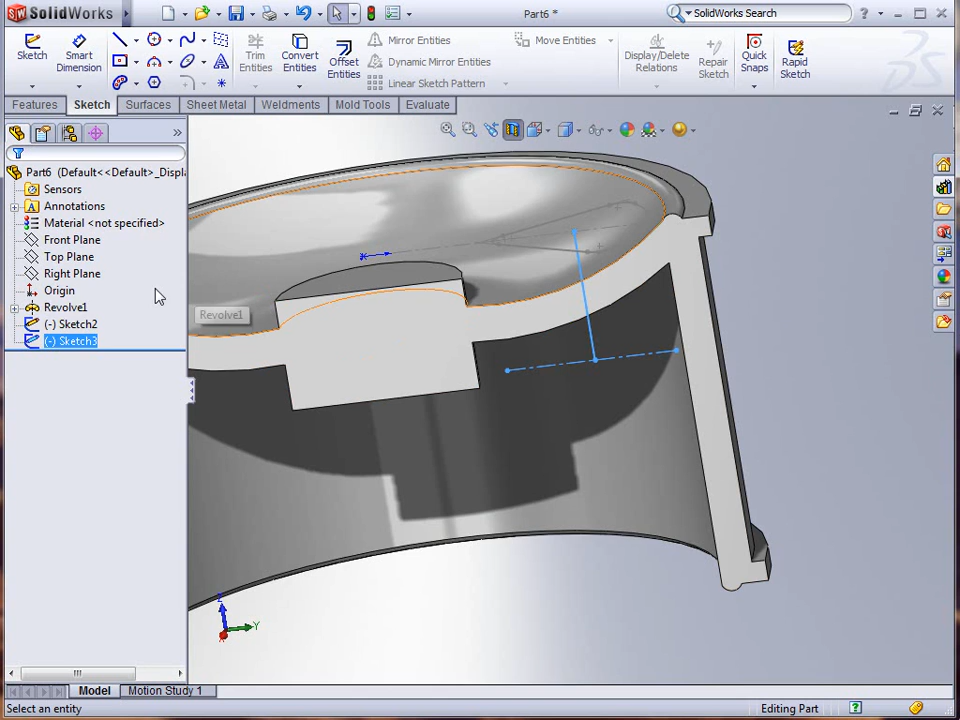 SolidWorks
Part6 *
SolidWorks Search
Sketch
Smart Dimension
Trim Entities
Convert Entities
Offset Entities
Mirror Entities
Dynamic Mirror Entities
Linear Sketch Pattern
Move Entities
Display/Delete Relations
Repair Sketch
Quick Snaps
Rapid Sketch
Features
Sketch
Surfaces
Sheet Metal
Weldments
Mold Tools
Evaluate
Part6 (Default<<Default>_Displa
Sensors
Annotations
Material <not specified>
Front Plane
Top Plane
Right Plane
Origin
Revolve1
(-) Sketch2
(-) Sketch3
Revolve1
Z
Y
X
Model
Motion Study 1
Select an entity
Editing Part